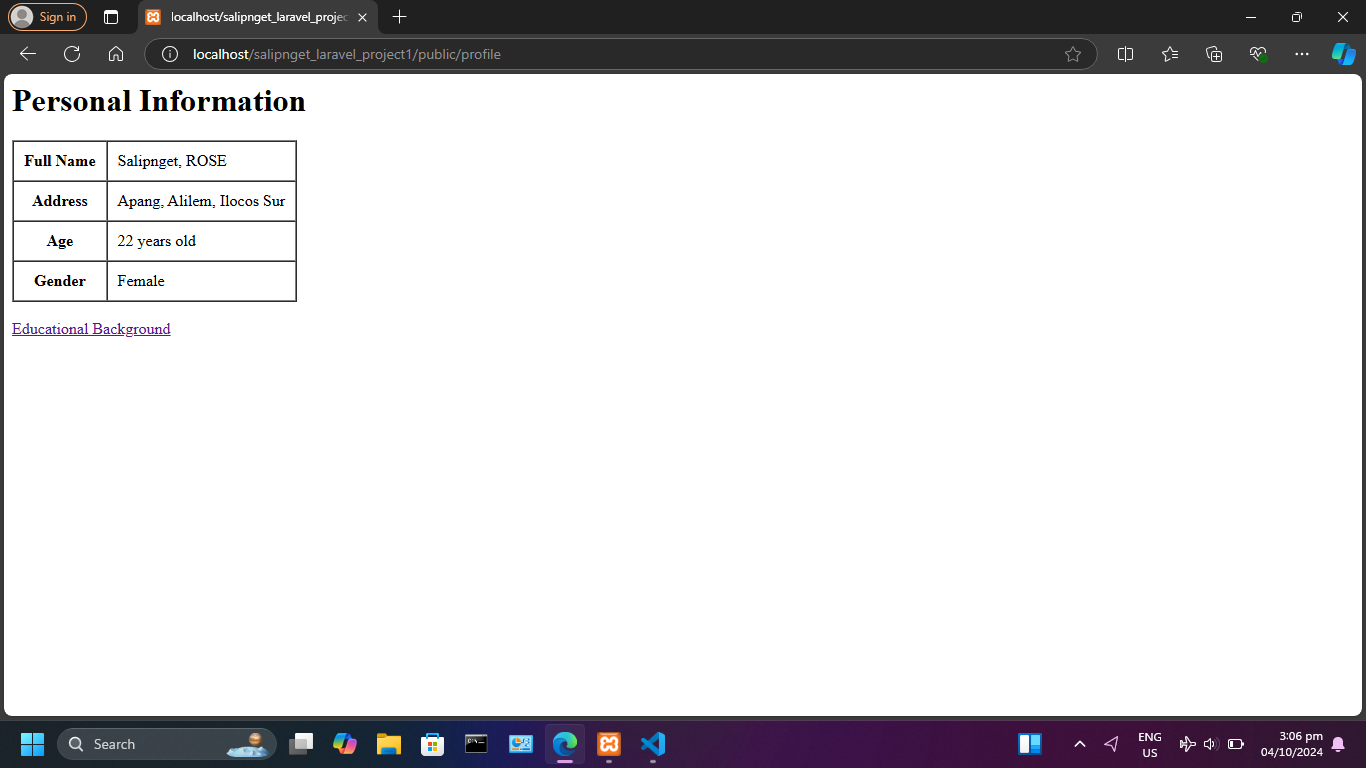 Sign in
localhost/salipnget_laravel_projec
localhost/salipnget_laravel_project1/public/profile
Personal Information
Full Name Salipnget, ROSE
Address Apang, Alilem, Ilocos Sur
Age 22 years old
Gender Female
Educational Background
Search
ENG
US
3:06 pm
04/10/2024